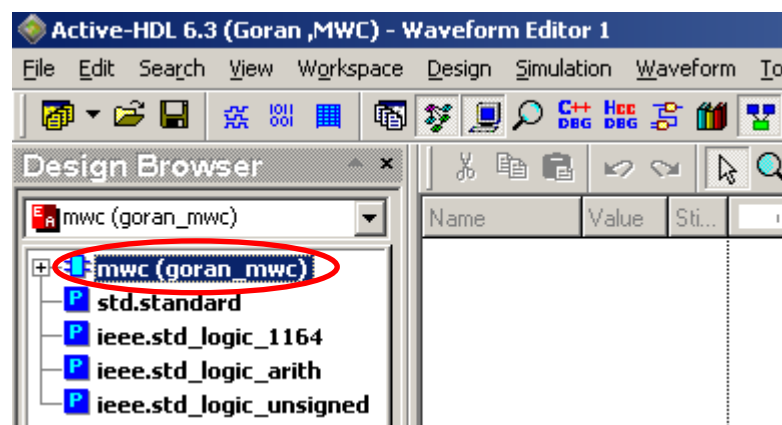 Active-HDL 6.3 (Goran ,MWC) - Waveform Editor 1
File Edit Search View Workspace Design Simulation Waveform To
C++ DBG HCC DBG
Design Browser
mwc (goran_mwc)
Name Value Sti...
mwc (goran_mwc)
std.standard
ieee.std_logic_1164
ieee.std_logic_arith
ieee.std_logic_unsigned